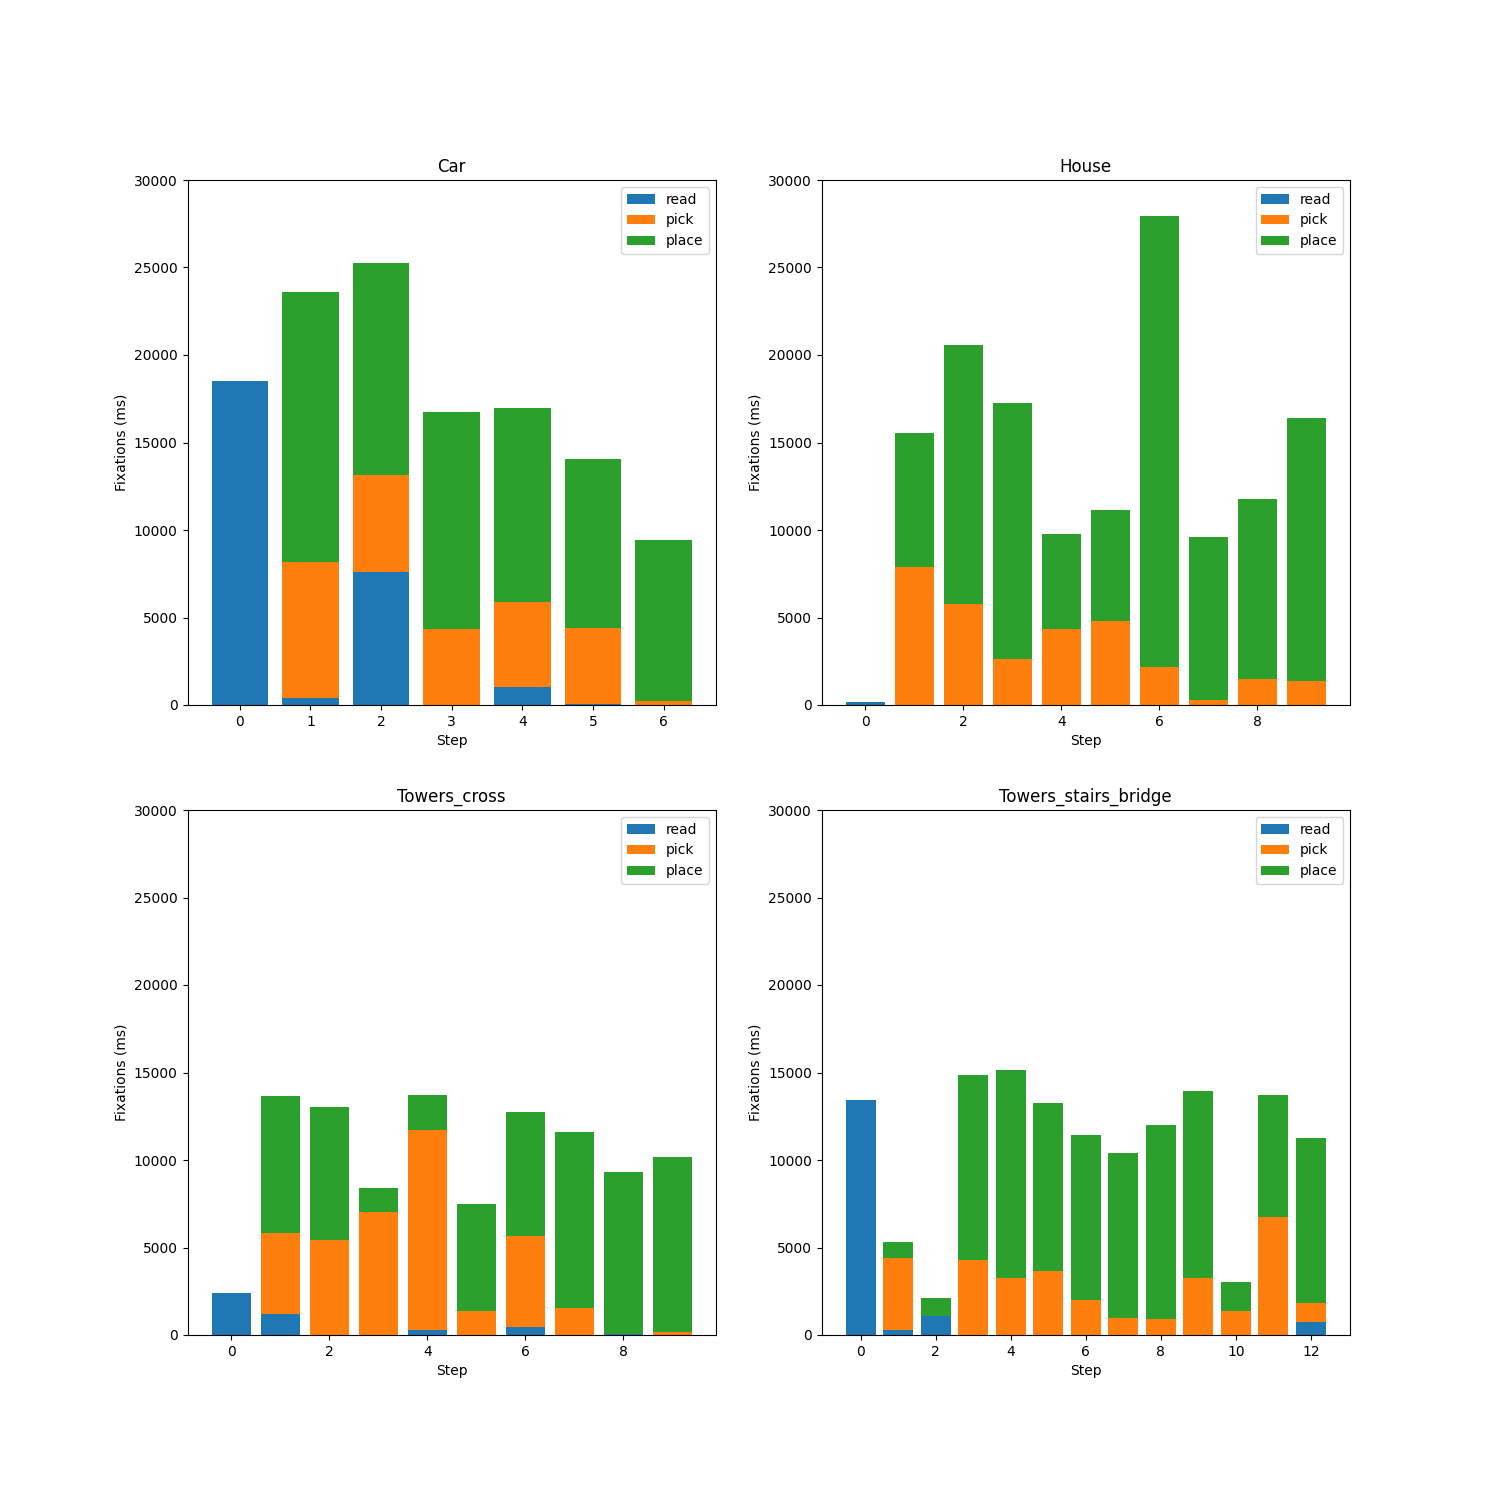 Car
30000
25000
20000
15000
10000
5000
0
Fixations (ms)
read
pick
place
0 1 2 3 4 5 6
Step
House
30000
25000
20000
15000
10000
5000
0
Fixations (ms)
read
pick
place
0 2 4 6 8
Step
Towers_cross
30000
25000
20000
15000
10000
5000
0
Fixations (ms)
read
pick
place
0 2 4 6 8
Step
Towers_stairs_bridge
30000
25000
20000
15000
10000
5000
0
Fixations (ms)
read
pick
place
0 2 4 6 8 10 12
Step